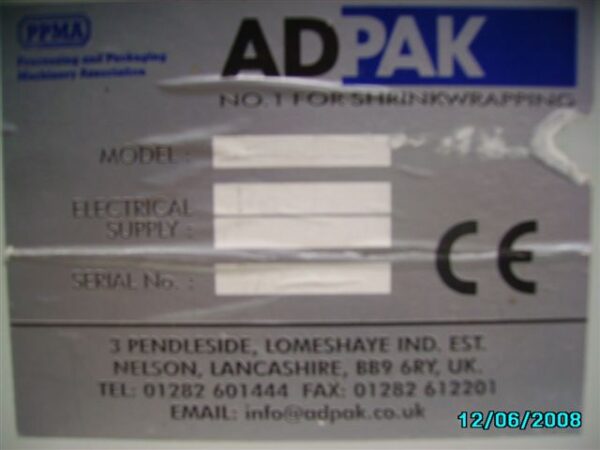 PPMA
Processing and Packaging
Machinery Association
ADPAK
NO.1 FOR SHRINKWRAPPING
MODEL :
ELECTRICAL
SUPPLY :
SERIAL No. :
CE
3 PENDLESIDE, LOMESHAYE IND. EST.
NELSON, LANCASHIRE, BB9 6RY, UK.
TEL: 01282 601444 FAX: 01282 612201
EMAIL: info@adpak.co.uk
12/06/2008